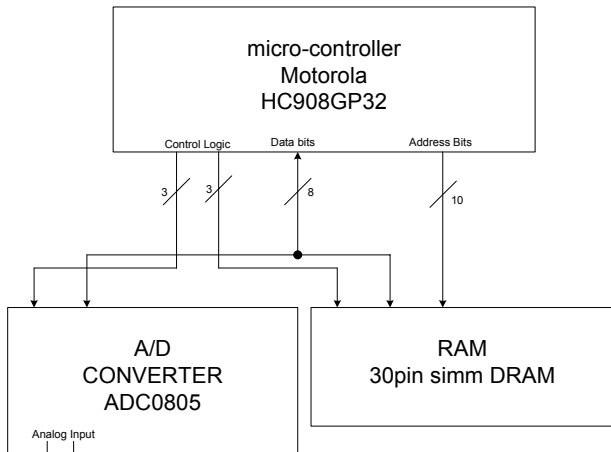 micro-controller
Motorola
HC908GP32
Control Logic
Data bits
Address Bits
3
3
8
10
A/D
CONVERTER
ADC0805
Analog Input
RAM
30pin simm DRAM